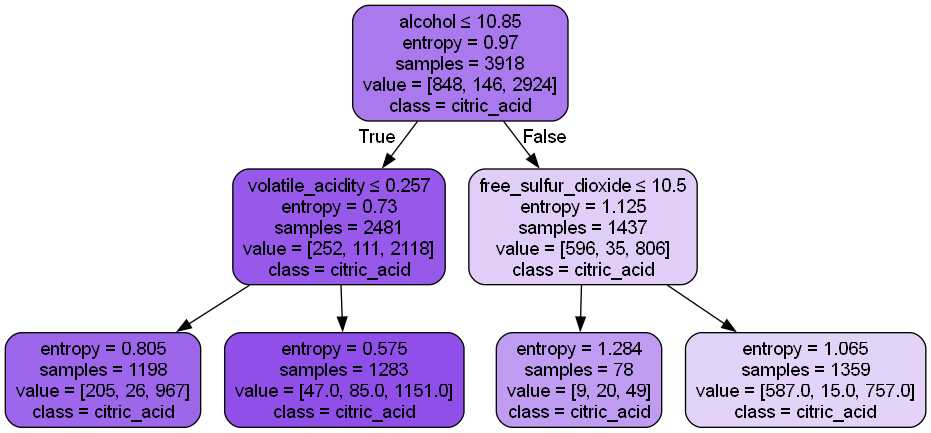 alcohol ≤ 10.85
entropy = 0.97
samples = 3918
value = [848, 146, 2924]
class = citric_acid
True
False
volatile_acidity ≤ 0.257
entropy = 0.73
samples = 2481
value = [252, 111, 2118]
class = citric_acid
free_sulfur_dioxide ≤ 10.5
entropy = 1.125
samples = 1437
value = [596, 35, 806]
class = citric_acid
entropy = 0.805
samples = 1198
value = [205, 26, 967]
class = citric_acid
entropy = 0.575
samples = 1283
value = [47.0, 85.0, 1151.0]
class = citric_acid
entropy = 1.284
samples = 78
value = [9, 20, 49]
class = citric_acid
entropy = 1.065
samples = 1359
value = [587.0, 15.0, 757.0]
class = citric_acid